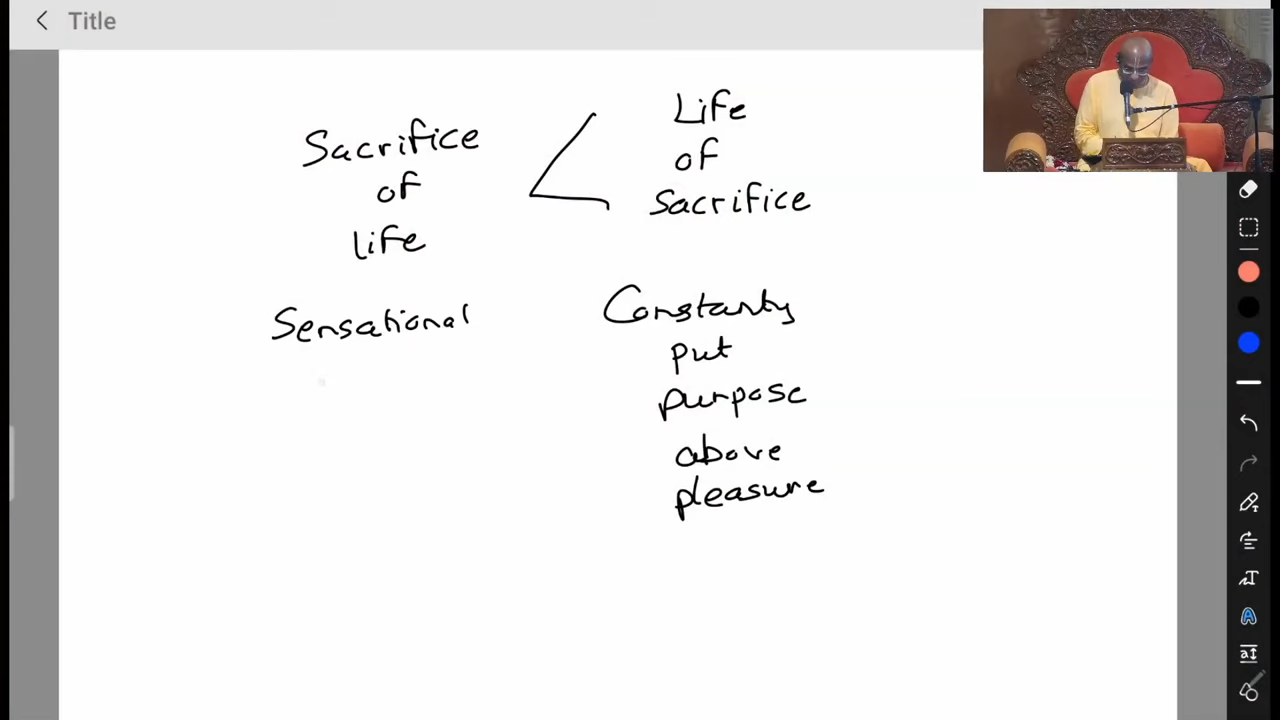 Title
Sacrifice
of
life
<
Life
of
Sacrifice
Sensational
Constantly
put
purpose
above
pleasure